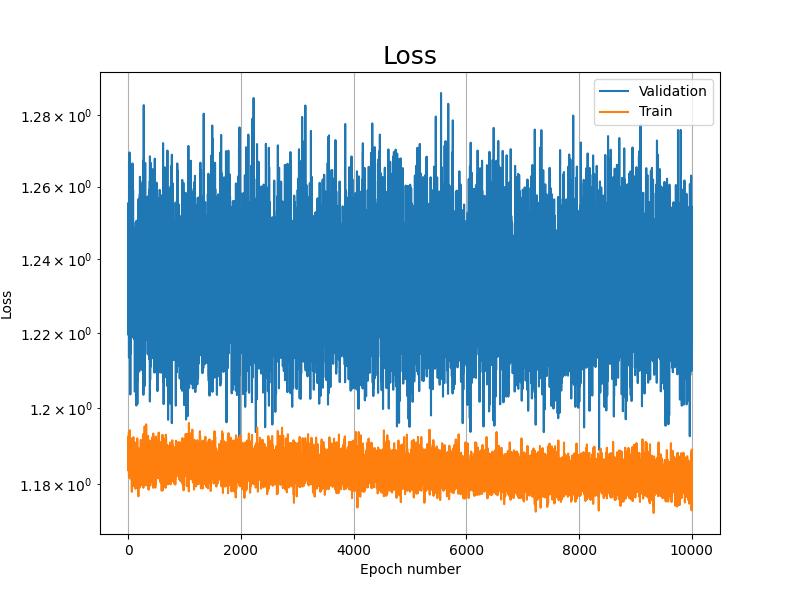 Loss
Validation
Train
1.28 × 10⁰
1.26 × 10⁰
1.24 × 10⁰
1.22 × 10⁰
1.2 × 10⁰
1.18 × 10⁰
Loss
0 2000 4000 6000 8000 10000
Epoch number